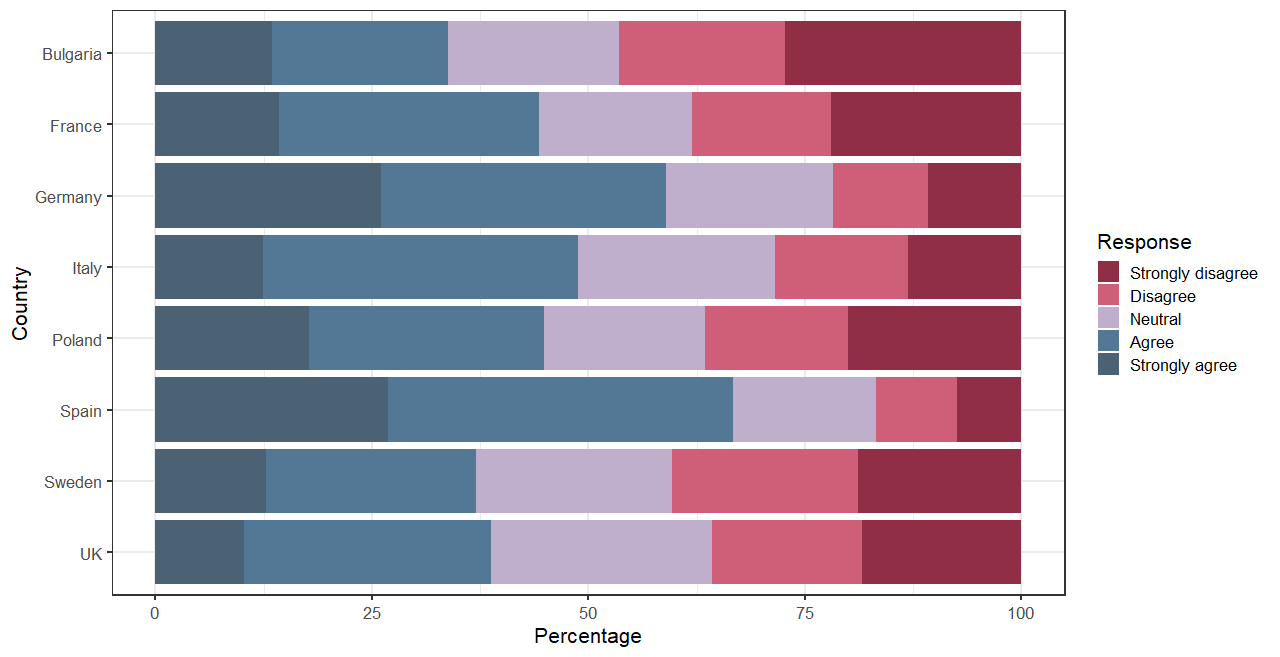 Country
Bulgaria
France
Germany
Italy
Poland
Spain
Sweden
UK
0 25 50 75 100
Percentage
Response
Strongly disagree
Disagree
Neutral
Agree
Strongly agree